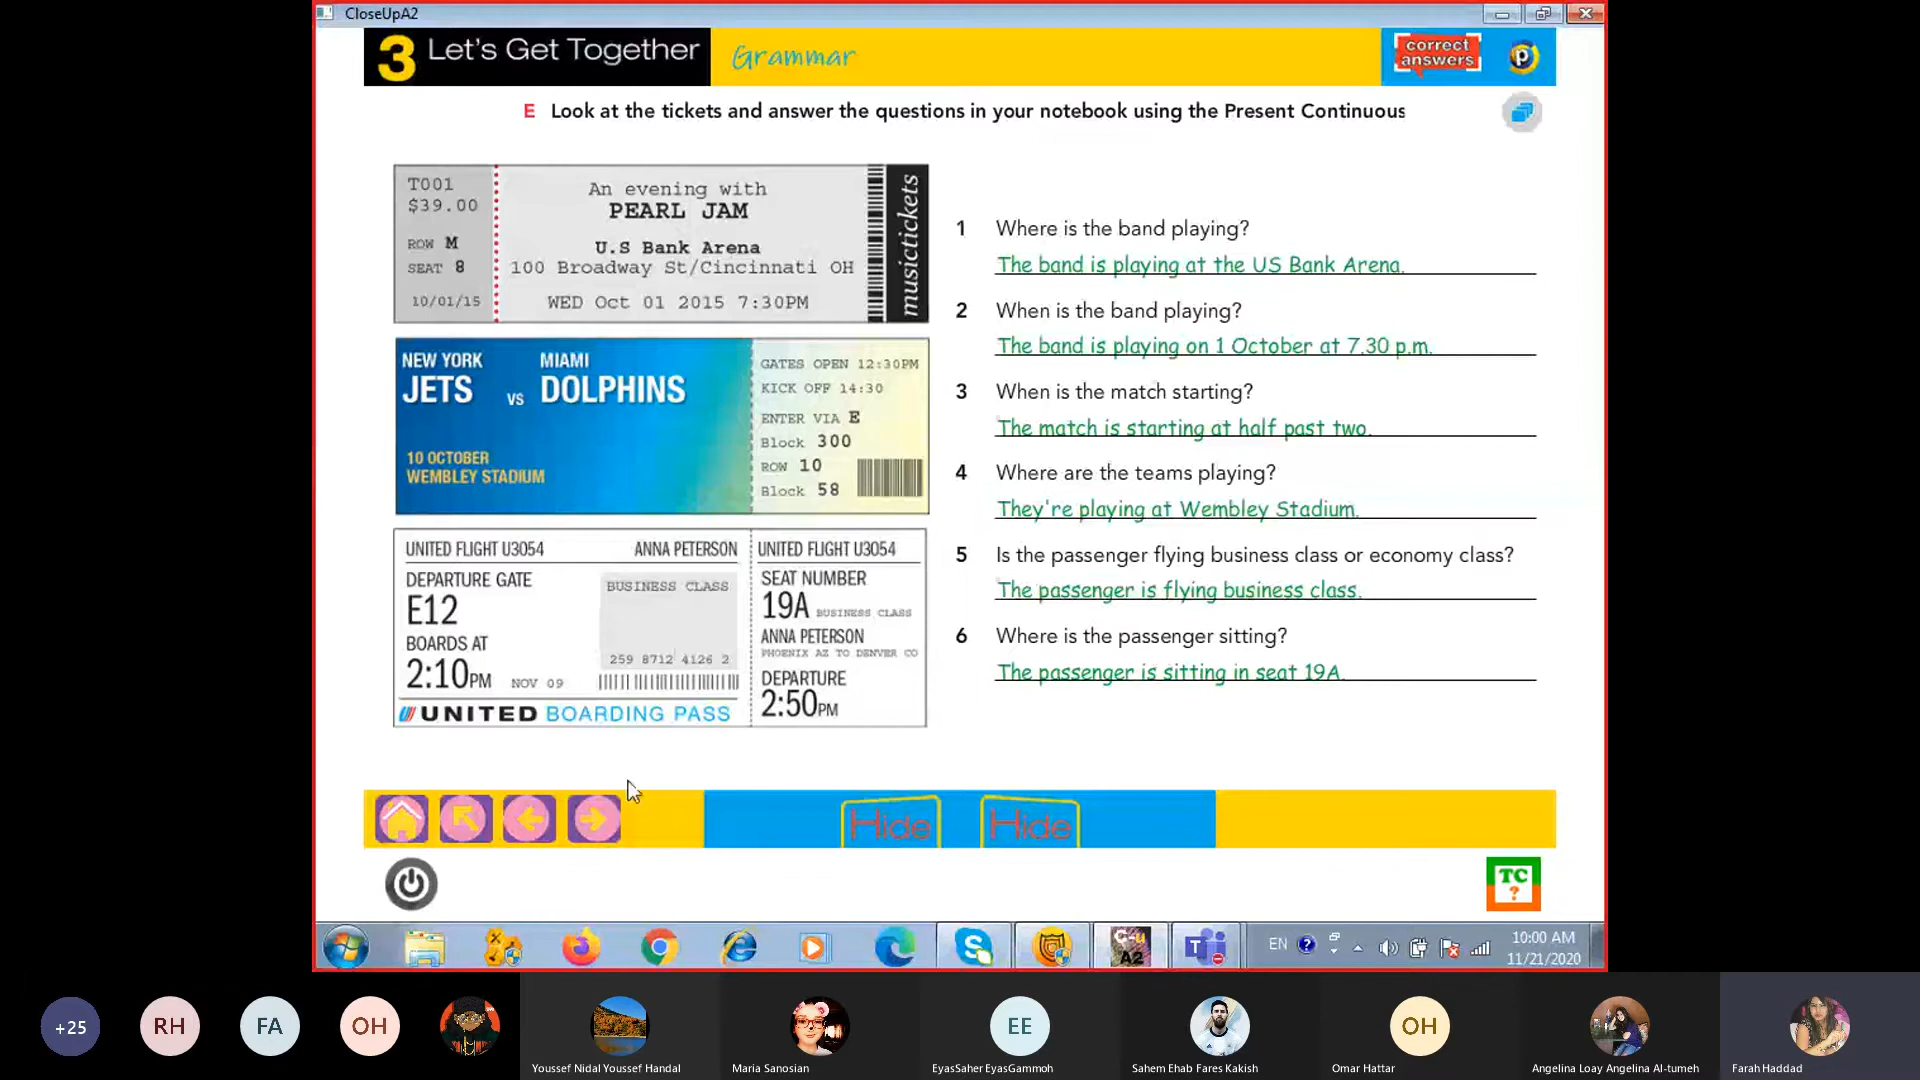 CloseUpA2
3 Let's Get Together
Grammar
correct
answers
p
E Look at the tickets and answer the questions in your notebook using the Present Continuous
T001
$39.00
ROW M
SEAT 8
10/01/15
An evening with
PEARL JAM
U.S Bank Arena
100 Broadway St/Cincinnati OH
WED Oct 01 2015 7:30PM
musictickets
NEW YORK
JETS
vs
MIAMI
DOLPHINS
10 OCTOBER
WEMBLEY STADIUM
GATES OPEN 12:30PM
KICK OFF 14:30
ENTER VIA E
Block 300
ROW 10
Block 58
UNITED FLIGHT U3054
ANNA PETERSON
DEPARTURE GATE
E12
BOARDS AT
2:10PM NOV 09
BUSINESS CLASS
259 8712 4126 2
UNITED BOARDING PASS
UNITED FLIGHT U3054
SEAT NUMBER
19A BUSINESS CLASS
ANNA PETERSON
PHOENIX AZ TO DENVER CO
DEPARTURE
2:50PM
1 Where is the band playing?
The band is playing at the US Bank Arena.
2 When is the band playing?
The band is playing on 1 October at 7.30 p.m.
3 When is the match starting?
The match is starting at half past two.
4 Where are the teams playing?
They're playing at Wembley Stadium.
5 Is the passenger flying business class or economy class?
The passenger is flying business class.
6 Where is the passenger sitting?
The passenger is sitting in seat 19A.
Hide
Hide
TC
?
C-u
A2
EN
10:00 AM
11/21/2020
+25
RH
FA
OH
Youssef Nidal Youssef Handal
Maria Sanosian
EE
EyasSaher EyasGammoh
Sahem Ehab Fares Kakish
OH
Omar Hattar
Angelina Loay Angelina Al-tumeh
Farah Haddad